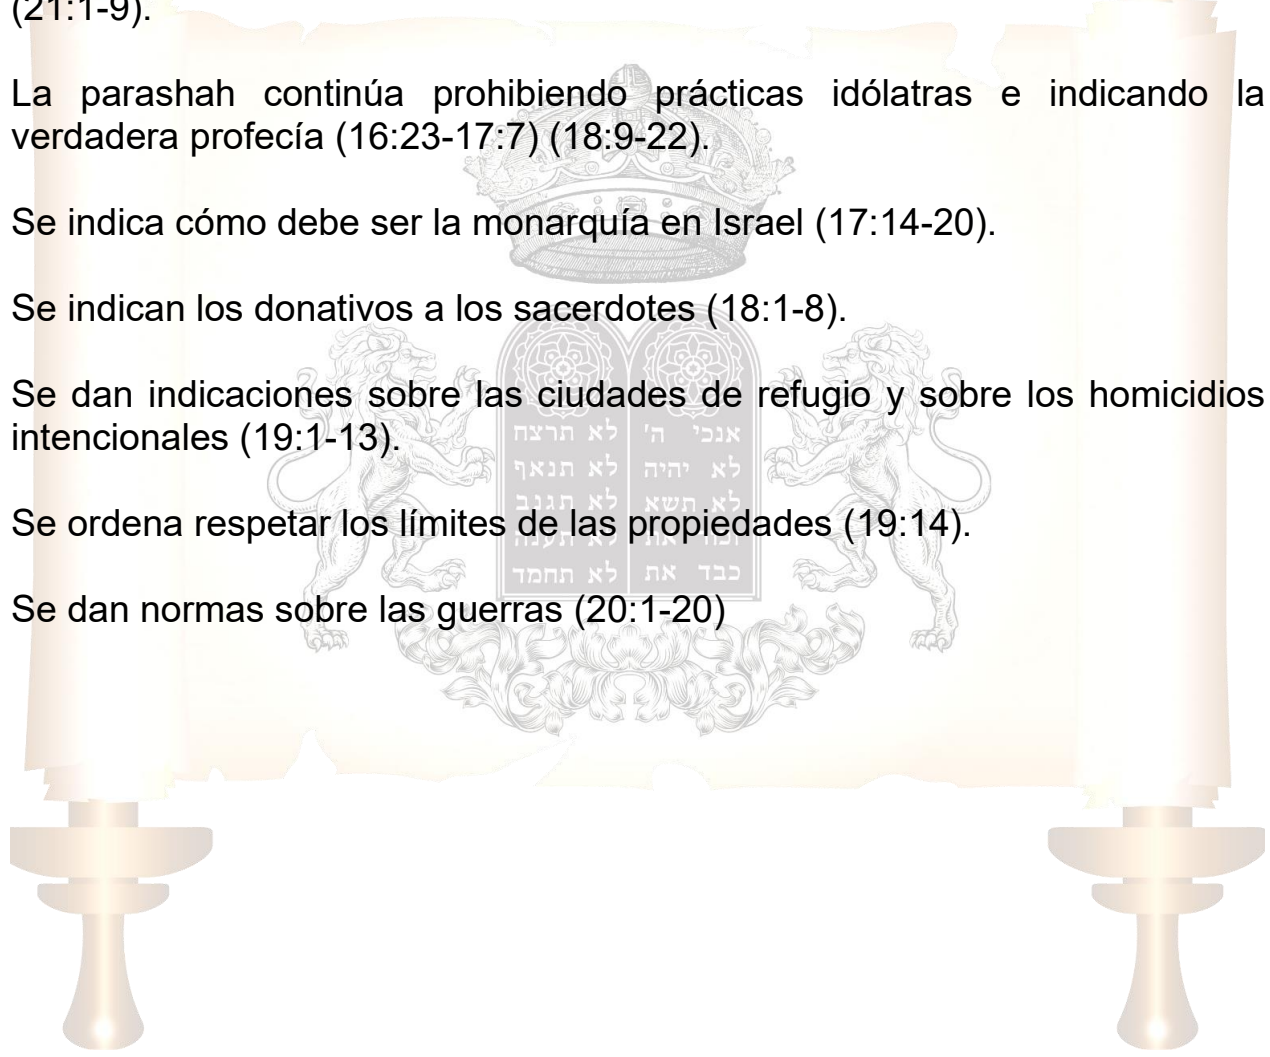 (21:1-9).
La parashah continúa prohibiendo prácticas idólatras e indicando la
verdadera profecía (16:23-17:7) (18:9-22).
Se indica cómo debe ser la monarquía en Israel (17:14-20).
Se indican los donativos a los sacerdotes (18:1-8).
Se dan indicaciones sobre las ciudades de refugio y sobre los homicidios
intencionales (19:1-13).
אנכי ה' לא תרצח
לא יהיה לא תנאף
לא תשא לא תגנב
Se ordena respetar los límites de las propiedades (19:14).
כבד את לא תחמד
Se dan normas sobre las guerras (20:1-20)